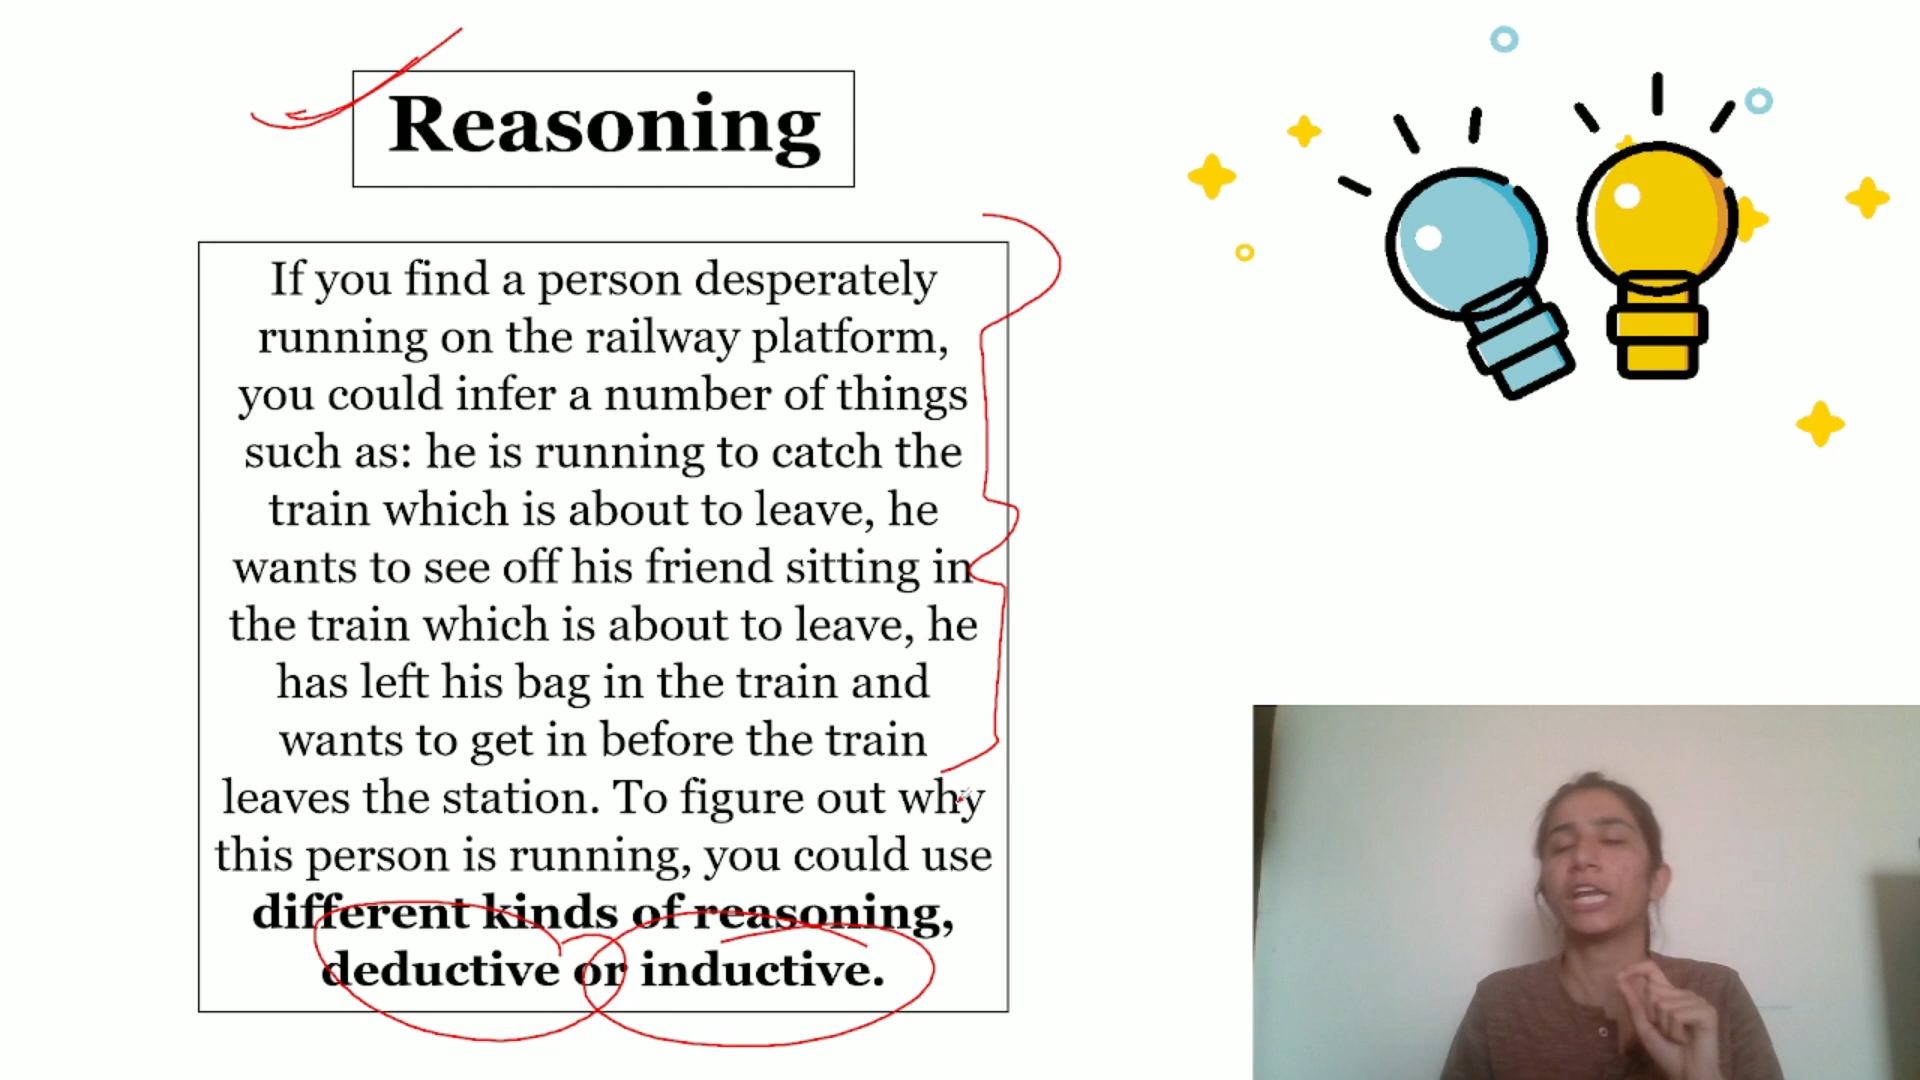 Reasoning
If you find a person desperately
running on the railway platform,
you could infer a number of things
such as: he is running to catch the
train which is about to leave, he
wants to see off his friend sitting in
the train which is about to leave, he
has left his bag in the train and
wants to get in before the train
leaves the station. To figure out why
this person is running, you could use
different kinds of reasoning,
deductive or inductive.